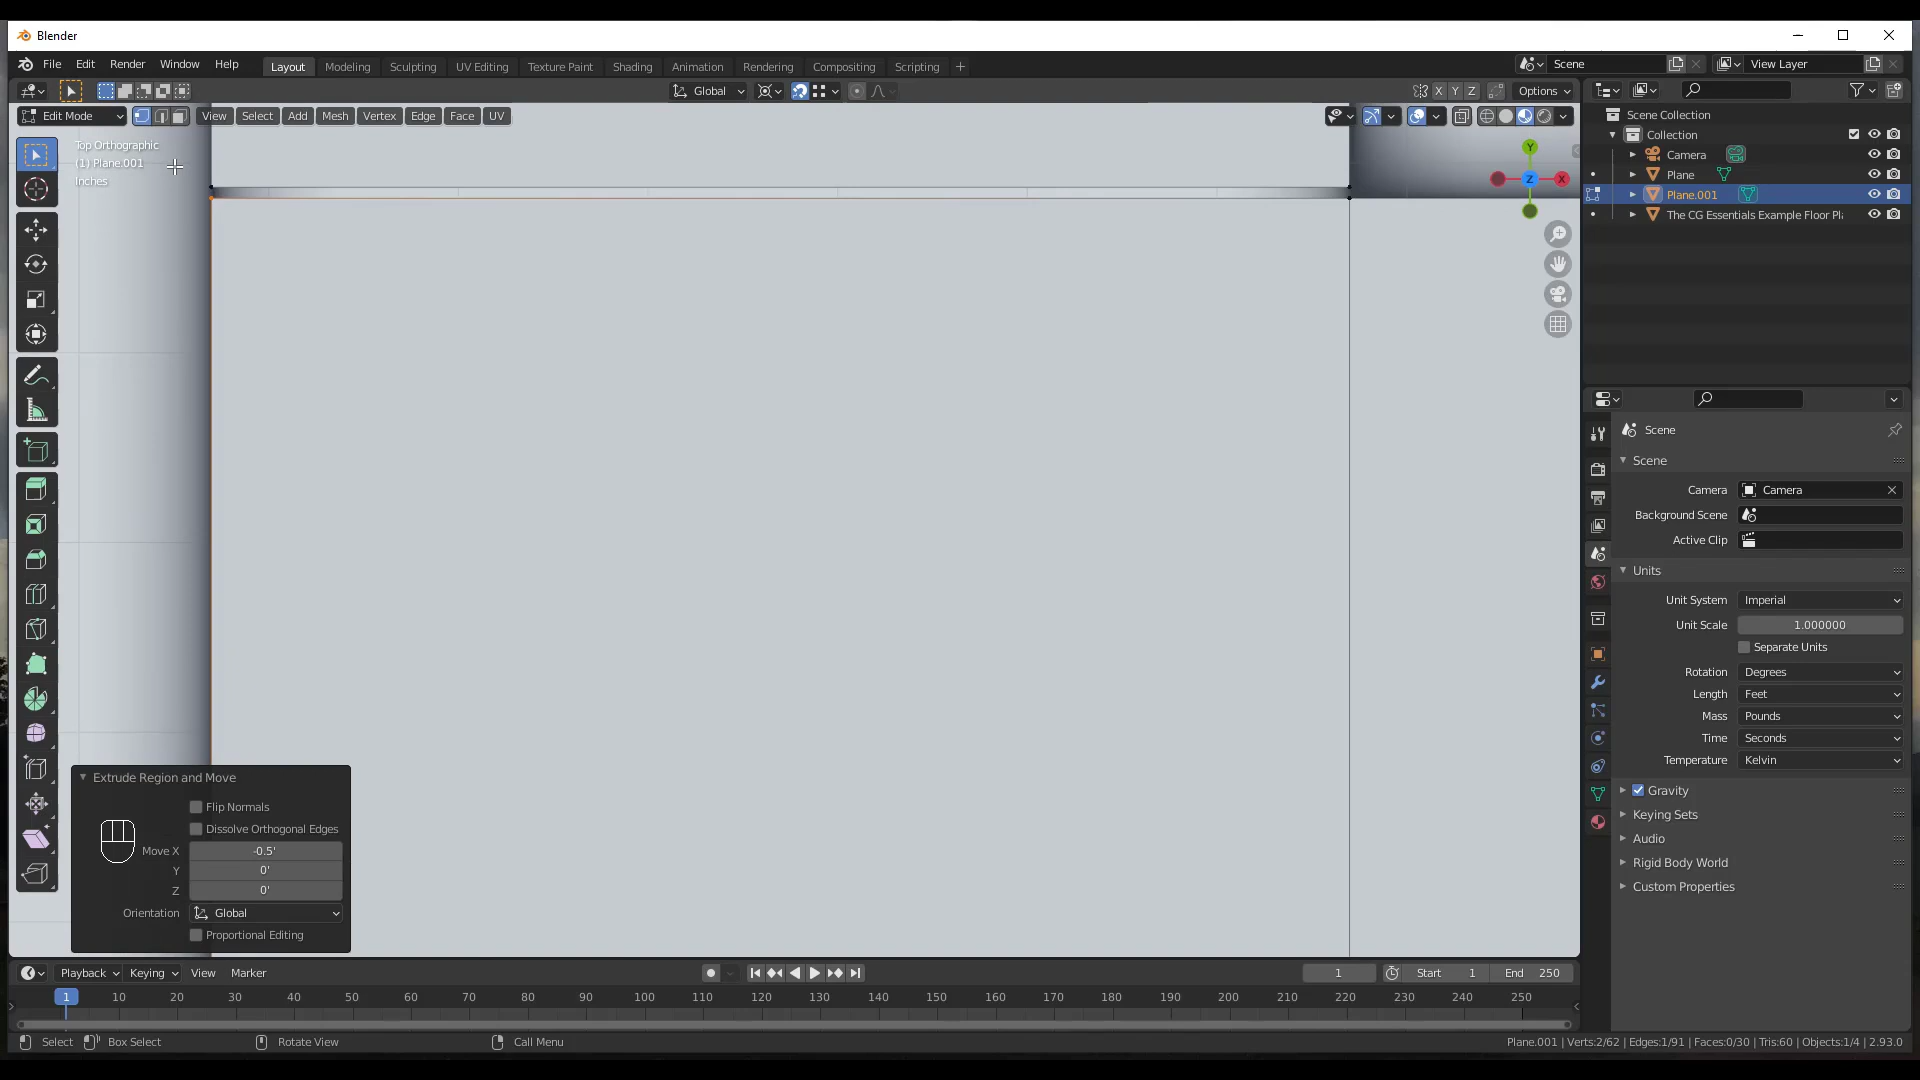 Blender
File Edit Render Window Help
Layout Modeling Sculpting UV Editing Texture Paint Shading Animation Rendering Compositing Scripting +
Scene
View Layer
Global
X Y Z
Options
Edit Mode
View Select Add Mesh Vertex Edge Face UV
Top Orthographic
(1) Plane.001
Inches
Y
Z
X
Scene Collection
Collection
Camera
Plane
Plane.001
The CG Essentials Example Floor Pl
Scene
Scene
Camera
Camera
Background Scene
Active Clip
Units
Unit System Imperial
Unit Scale 1.000000
Separate Units
Rotation Degrees
Length Feet
Mass Pounds
Time Seconds
Temperature Kelvin
Gravity
Keying Sets
Audio
Rigid Body World
Custom Properties
Extrude Region and Move
Flip Normals
Dissolve Orthogonal Edges
Move X -0.5'
Y 0'
Z 0'
Orientation Global
Proportional Editing
Playback Keying View Marker
1
Start 1
End 250
1 10 20 30 40 50 60 70 80 90 100 110 120 130 140 150 160 170 180 190 200 210 220 230 240 250
Select Box Select Rotate View Call Menu
Plane.001 | Verts:2/62 | Edges:1/91 | Faces:0/30 | Tris:60 | Objects:1/4 | 2.93.0